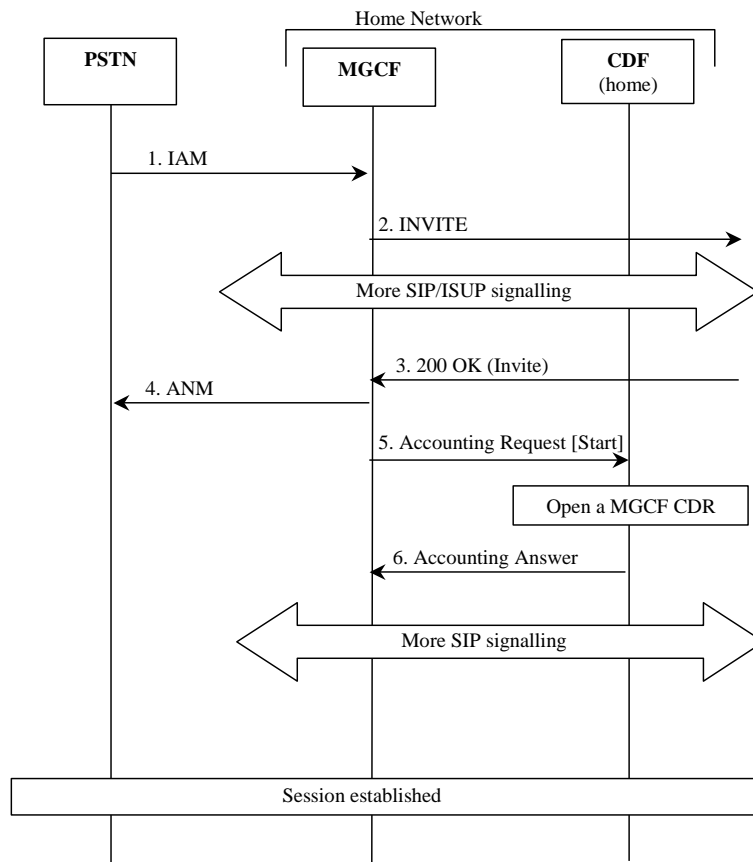 Home Network
PSTN
MGCF
CDF
(home)
1. IAM
2. INVITE
More SIP/ISUP signalling
3. 200 OK (Invite)
4. ANM
5. Accounting Request [Start]
Open a MGCF CDR
6. Accounting Answer
More SIP signalling
Session established